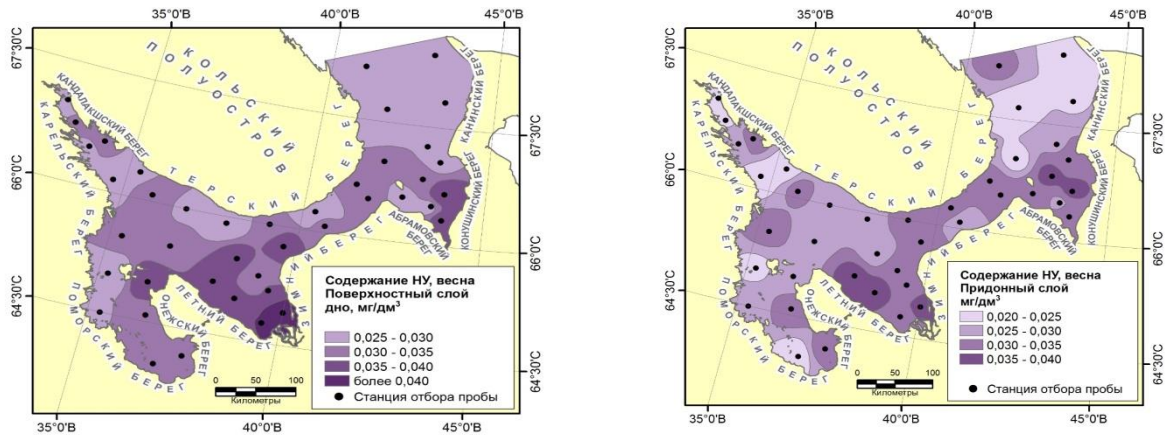 35°0'В
40°0'В
45°0'В
67°30'С
66°0'С
64°30'С
КОЛЬСКИЙ
ПОЛУОСТРОВ
КАНДАЛАКШСКИЙ БЕРЕГ
КАРЕЛЬСКИЙ БЕРЕГ
ТЕРСКИЙ БЕРЕГ
КАНИНСКИЙ БЕРЕГ
КОНУШИНСКИЙ БЕРЕГ
АБРАМОВСКИЙ
БЕРЕГ
ПОМОРСКИЙ БЕРЕГ
ОНЕЖСКИЙ БЕРЕГ
ЛЕТНИЙ БЕРЕГ
ЗИМНИЙ БЕРЕГ
67°30'С
66°0'С
64°30'С
Содержание НУ, весна
Поверхностный слой
дно, мг/дм³
0,025 - 0,030
0,030 - 0,035
0,035 - 0,040
более 0,040
Станция отбора пробы
0 50 100
Километры
35°0'В
40°0'В
45°0'В
35°0'В
40°0'В
45°0'В
67°30'С
66°0'С
64°30'С
КОЛЬСКИЙ
ПОЛУОСТРОВ
КАНДАЛАКШСКИЙ БЕРЕГ
КАРЕЛЬСКИЙ БЕРЕГ
ТЕРСКИЙ БЕРЕГ
КАНИНСКИЙ БЕРЕГ
КОНУШИНСКИЙ БЕРЕГ
АБРАМОВСКИЙ
БЕРЕГ
ПОМОРСКИЙ БЕРЕГ
ОНЕЖСКИЙ БЕРЕГ
ЛЕТНИЙ БЕРЕГ
ЗИМНИЙ БЕРЕГ
67°30'С
66°0'С
64°30'С
Содержание НУ, весна
Придонный слой
мг/дм³
0,020 - 0,025
0,025 - 0,030
0,030 - 0,035
0,035 - 0,040
Станция отбора пробы
0 50 100
Километры
35°0'В
40°0'В
45°0'В